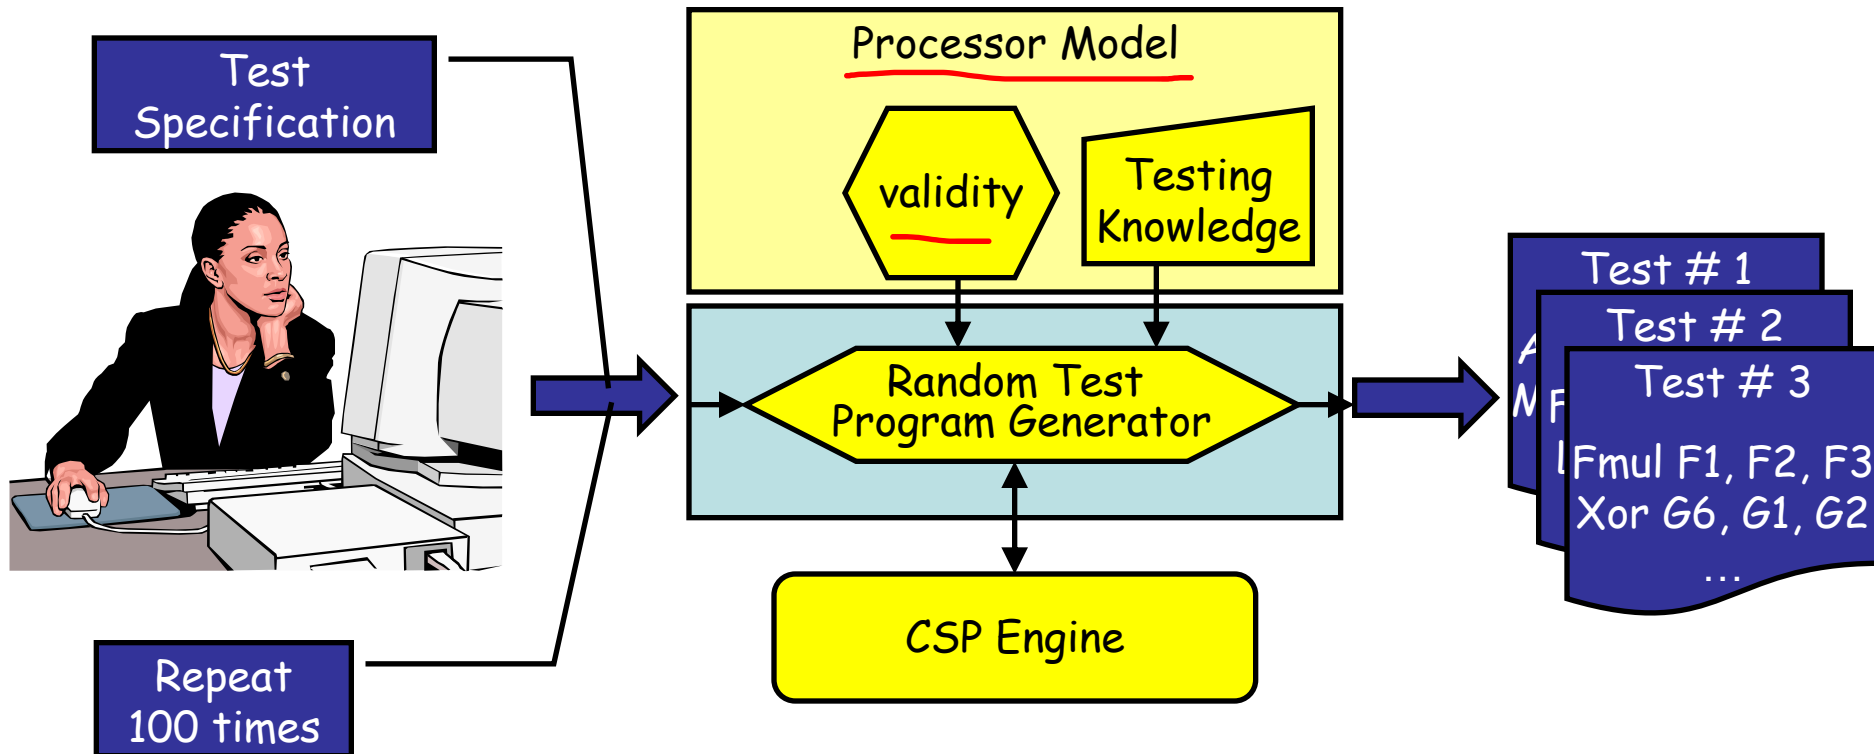 Test
Specification
Repeat
100 times
Processor Model
validity
Testing
Knowledge
Random Test
Program Generator
CSP Engine
Test # 1
Test # 2
Test # 3
Fmul F1, F2, F3
Xor G6, G1, G2
...